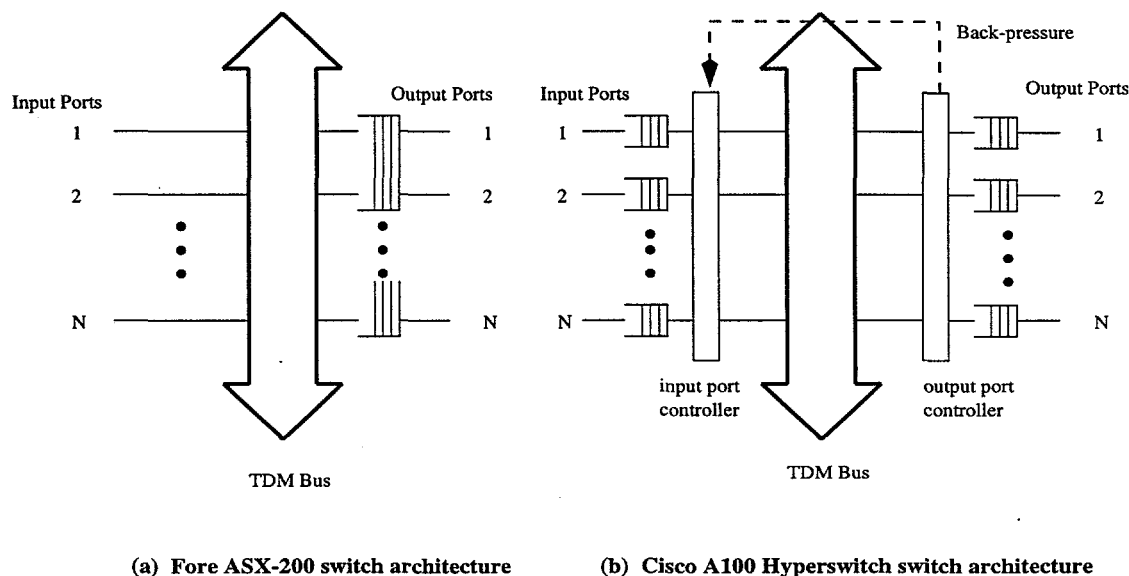 Input Ports
Output Ports
1
1
2
2
N
N
TDM Bus
(a) Fore ASX-200 switch architecture
Back-pressure
Input Ports
Output Ports
1
1
2
2
N
N
input port
controller
output port
controller
TDM Bus
(b) Cisco A100 Hyperswitch switch architecture